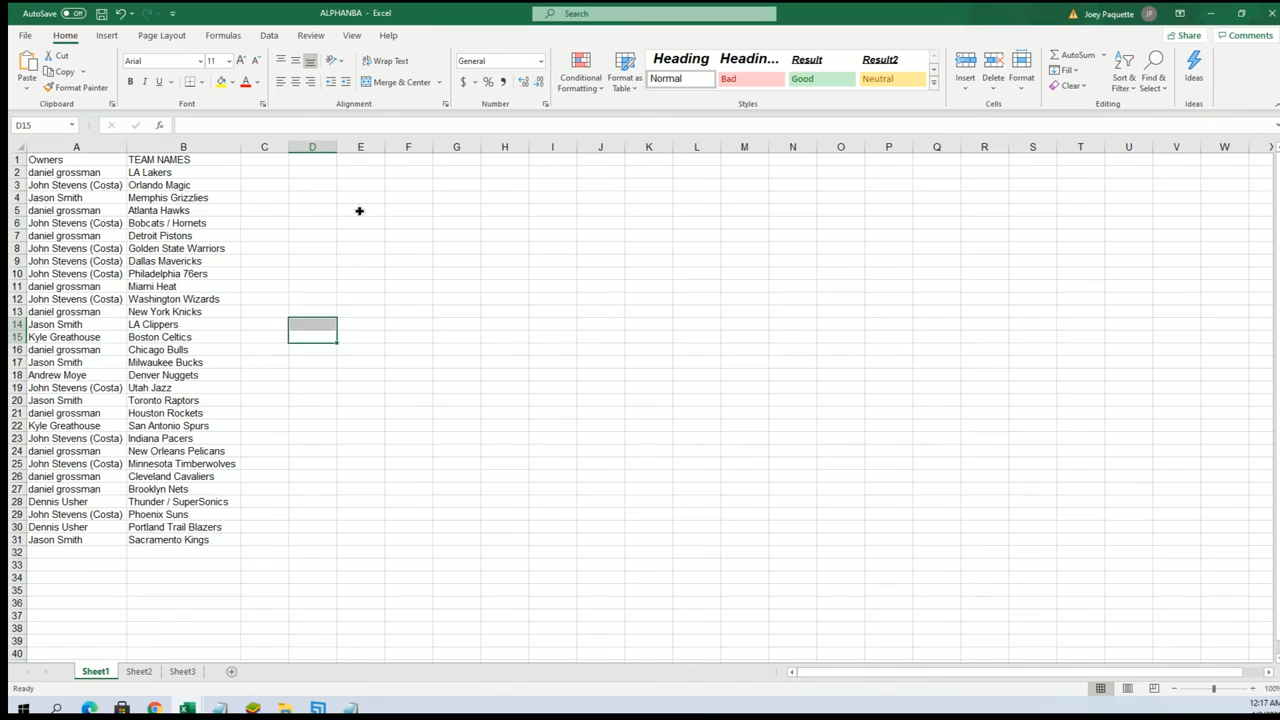 AutoSave Off ALPHANBA - Excel Search Joey Paquette JP
File Home Insert Page Layout Formulas Data Review View Help Share Comments
Paste Cut Copy Format Painter Clipboard
Arial 11 A A B I U A Font
Wrap Text Merge & Center Alignment
General $ % Number
Conditional Formatting Format as Table
Heading Headin... Result Result2
Normal Bad Good Neutral Styles
Insert Delete Format Cells
AutoSum Fill Clear Sort & Filter Find & Select Editing
Ideas Ideas
D15 fx
A B C D E F G H I J K L M N O P Q R S T U V W
1 Owners TEAM NAMES
2 daniel grossman LA Lakers
3 John Stevens (Costa) Orlando Magic
4 Jason Smith Memphis Grizzlies
5 daniel grossman Atlanta Hawks
6 John Stevens (Costa) Bobcats / Hornets
7 daniel grossman Detroit Pistons
8 John Stevens (Costa) Golden State Warriors
9 John Stevens (Costa) Dallas Mavericks
10 John Stevens (Costa) Philadelphia 76ers
11 daniel grossman Miami Heat
12 John Stevens (Costa) Washington Wizards
13 daniel grossman New York Knicks
14 Jason Smith LA Clippers
15 Kyle Greathouse Boston Celtics
16 daniel grossman Chicago Bulls
17 Jason Smith Milwaukee Bucks
18 Andrew Moye Denver Nuggets
19 John Stevens (Costa) Utah Jazz
20 Jason Smith Toronto Raptors
21 daniel grossman Houston Rockets
22 Kyle Greathouse San Antonio Spurs
23 John Stevens (Costa) Indiana Pacers
24 daniel grossman New Orleans Pelicans
25 John Stevens (Costa) Minnesota Timberwolves
26 daniel grossman Cleveland Cavaliers
27 daniel grossman Brooklyn Nets
28 Dennis Usher Thunder / SuperSonics
29 John Stevens (Costa) Phoenix Suns
30 Dennis Usher Portland Trail Blazers
31 Jason Smith Sacramento Kings
32
33
34
35
36
37
38
39
40
Sheet1 Sheet2 Sheet3
Ready 100%
12:17 AM